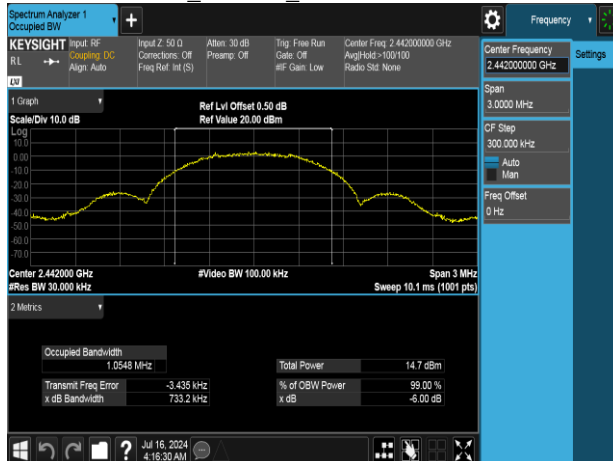 Spectrum Analyzer 1
Occupied BW
+
Frequency
KEYSIGHT Input: RF Input Z: 50 Ω Atten: 30 dB Trig: Free Run Center Freq: 2.442000000 GHz
RL Coupling: DC Corrections: Off Preamp: Off Gate: Off Avg|Hold:>100/100
Align: Auto Freq Ref: Int (S) #IF Gain: Low Radio Std: None
LXI
Center Frequency
2.442000000 GHz
Settings
Span
3.0000 MHz
CF Step
300.000 kHz
Auto
Man
Freq Offset
0 Hz
1 Graph
Ref Lvl Offset 0.50 dB
Scale/Div 10.0 dB Ref Value 20.00 dBm
Log
10.0
0.00
-10.0
-20.0
-30.0
-40.0
-50.0
-60.0
-70.0
Center 2.442000 GHz #Video BW 100.00 kHz Span 3 MHz
#Res BW 30.000 kHz Sweep 10.1 ms (1001 pts)
2 Metrics
Occupied Bandwidth
1.0548 MHz Total Power 14.7 dBm
Transmit Freq Error -3.435 kHz % of OBW Power 99.00 %
x dB Bandwidth 733.2 kHz x dB -6.00 dB
? Jul 16, 2024
4:16:30 AM